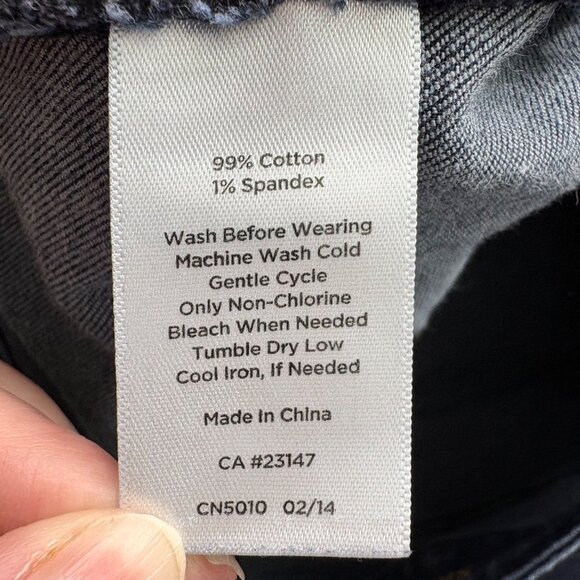 99% Cotton
1% Spandex
Wash Before Wearing
Machine Wash Cold
Gentle Cycle
Only Non-Chlorine
Bleach When Needed
Tumble Dry Low
Cool Iron, If Needed
Made in China
CA #23147
CN5010 02/14